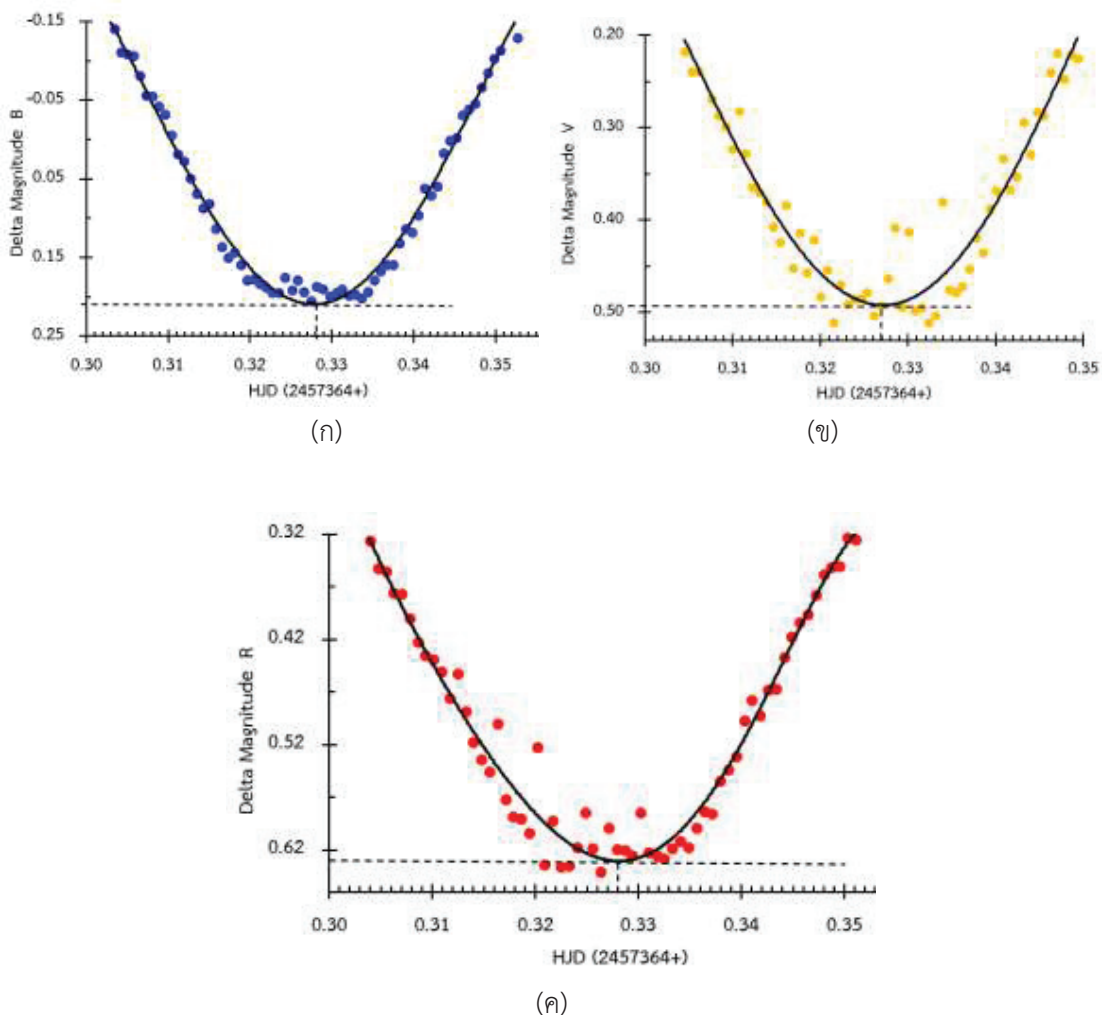 -0.15
-0.05
0.05
0.15
0.25
Delta Magnitude B
0.30 0.31 0.32 0.33 0.34 0.35
HJD (2457364+)
(ก)
0.20
0.30
0.40
0.50
Delta Magnitude V
0.30 0.31 0.32 0.33 0.34 0.35
HJD (2457364+)
(ข)
0.32
0.42
0.52
0.62
Delta Magnitude R
0.30 0.31 0.32 0.33 0.34 0.35
HJD (2457364+)
(ค)